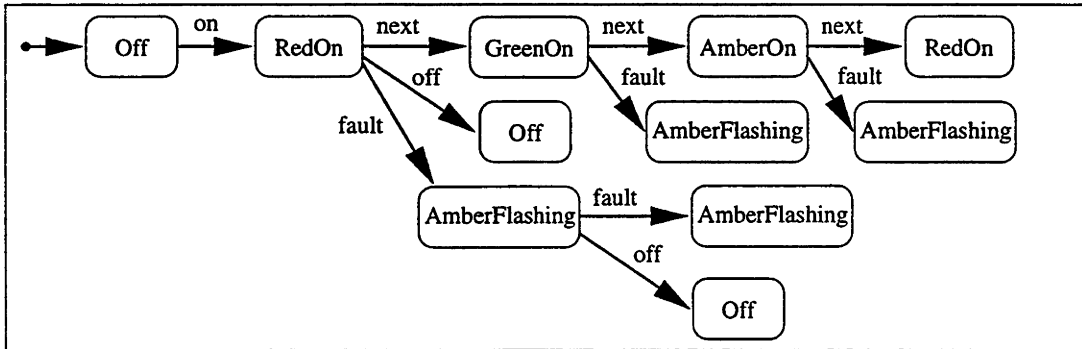 on
next
next
next
Off
RedOn
GreenOn
AmberOn
RedOn
off
fault
fault
fault
Off
AmberFlashing
AmberFlashing
fault
AmberFlashing
AmberFlashing
off
Off